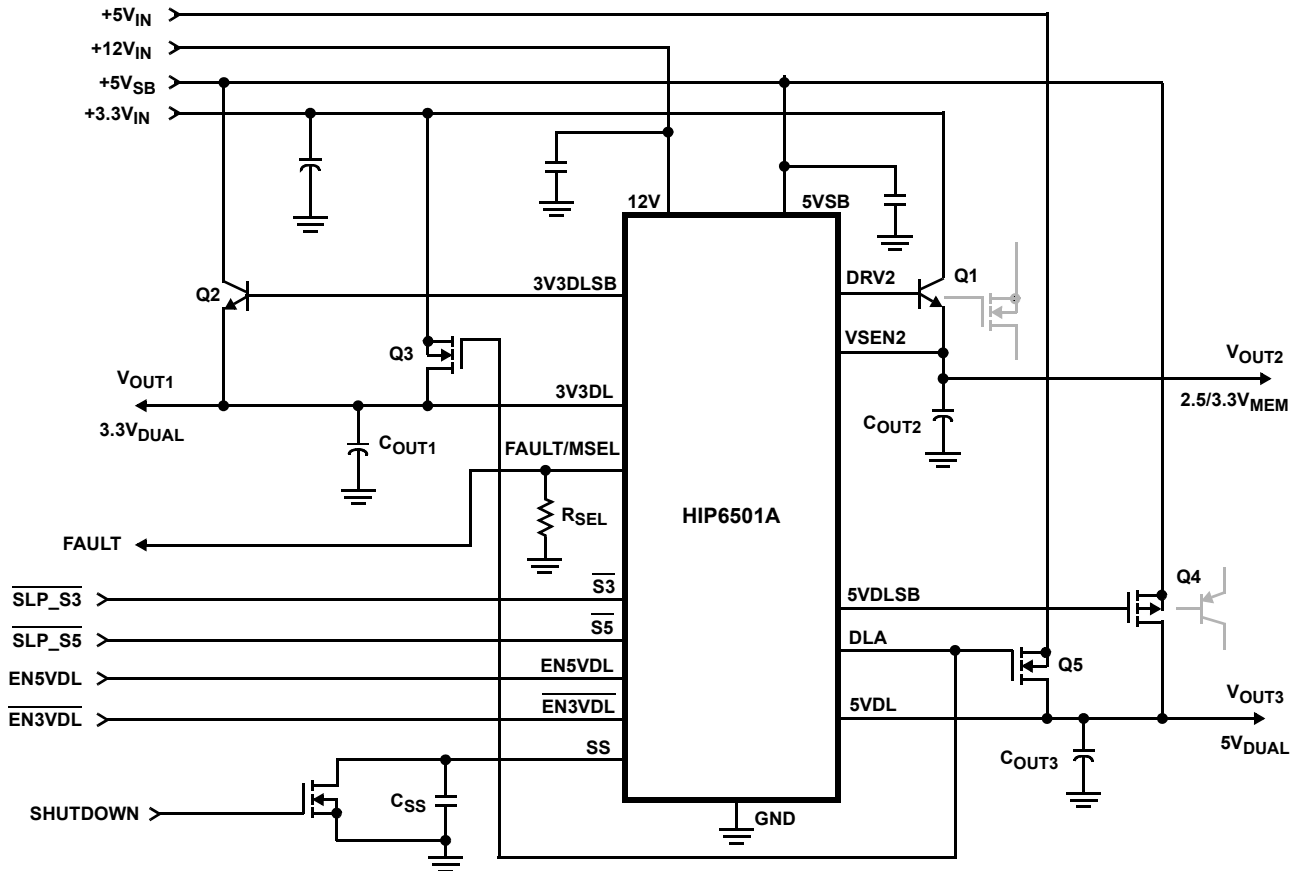 +5VIN
+12VIN
+5VSB
+3.3VIN
12V
5VSB
Q2
3V3DLSB
DRV2
Q1
VSEN2
Q3
VOUT1
3.3VDUAL
3V3DL
COUT1
VOUT2
2.5/3.3VMEM
COUT2
FAULT/MSEL
RSEL
HIP6501A
FAULT
SLP_S3
S3
5VDLSB
Q4
SLP_S5
S5
DLA
Q5
EN5VDL
EN5VDL
EN3VDL
EN3VDL
5VDL
VOUT3
5VDUAL
COUT3
SS
CSS
SHUTDOWN
GND